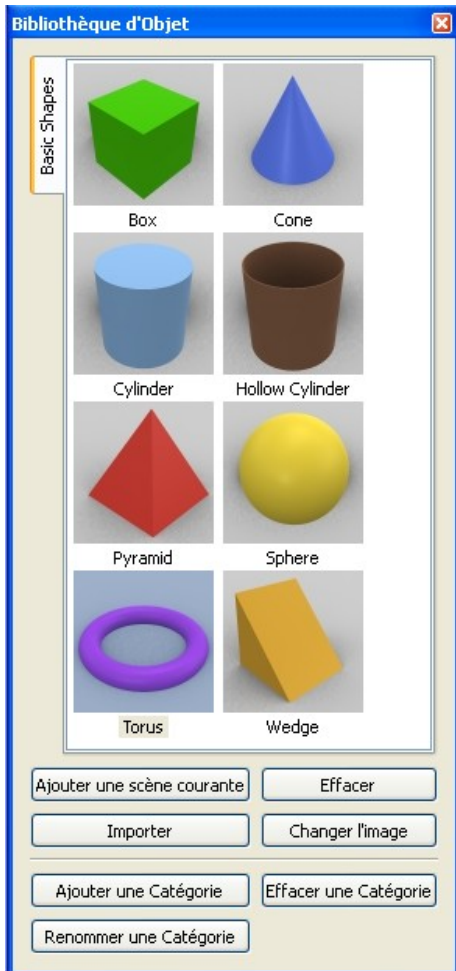 Bibliothèque d'Objet
Basic Shapes
Box
Cone
Cylinder
Hollow Cylinder
Pyramid
Sphere
Torus
Wedge
Ajouter une scène courante
Effacer
Importer
Changer l'image
Ajouter une Catégorie
Effacer une Catégorie
Renommer une Catégorie